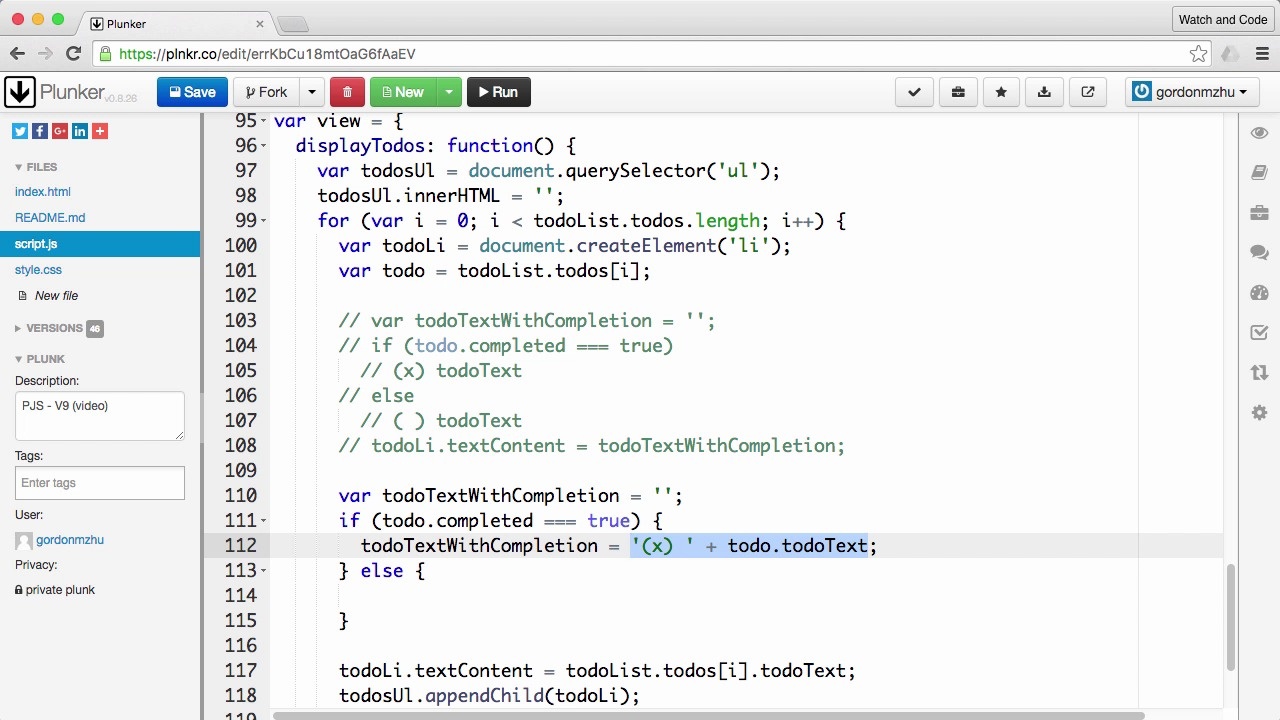 Plunker
Watch and Code
https://plnkr.co/edit/errKbCu18mtOaG6fAaEV
Plunker v0.8.26
Save
Fork
New
Run
gordonmzhu
FILES
index.html
README.md
script.js
style.css
New file
VERSIONS 46
PLUNK
Description:
PJS - V9 (video)
Tags:
Enter tags
User:
gordonmzhu
Privacy:
private plunk
95 var view = {
96 displayTodos: function() {
97 var todosUl = document.querySelector('ul');
98 todosUl.innerHTML = '';
99 for (var i = 0; i < todoList.todos.length; i++) {
100 var todoLi = document.createElement('li');
101 var todo = todoList.todos[i];
102
103 // var todoTextWithCompletion = '';
104 // if (todo.completed === true)
105 // (x) todoText
106 // else
107 // ( ) todoText
108 // todoLi.textContent = todoTextWithCompletion;
109
110 var todoTextWithCompletion = '';
111 if (todo.completed === true) {
112 todoTextWithCompletion = '(x) ' + todo.todoText;
113 } else {
114
115 }
116
117 todoLi.textContent = todoList.todos[i].todoText;
118 todosUl.appendChild(todoLi);
119